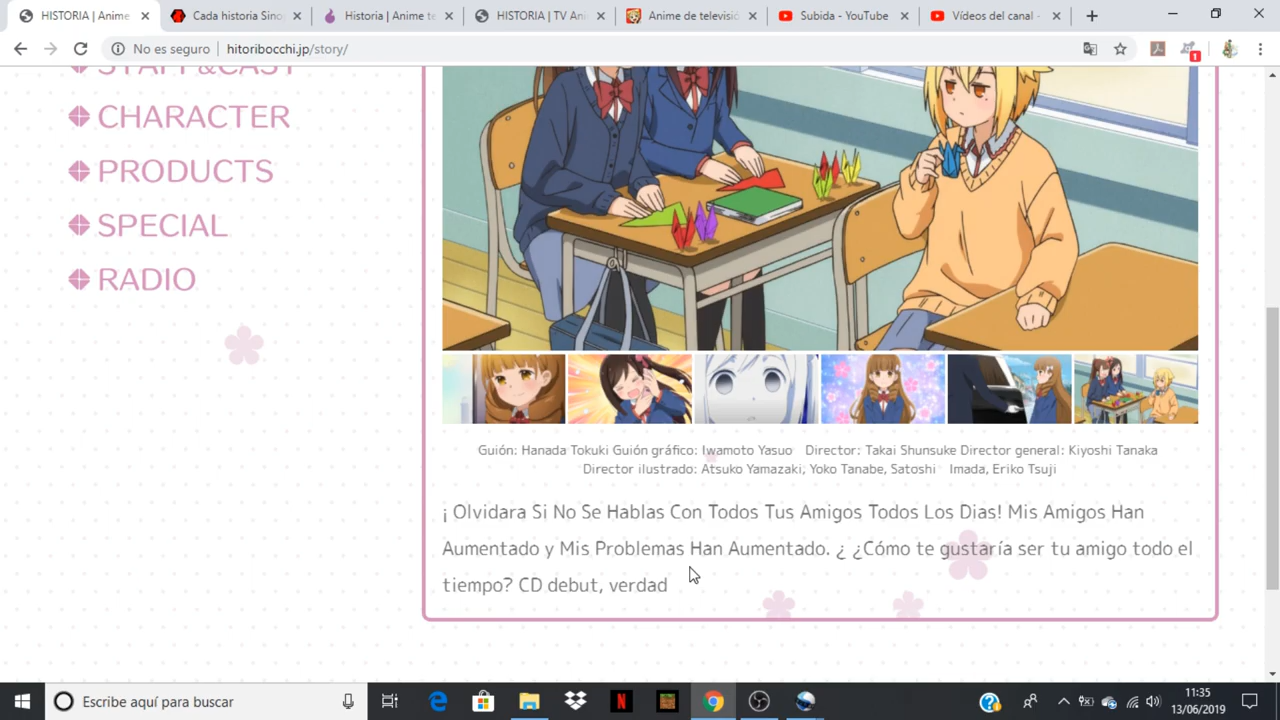 HISTORIA | Anime
Cada historia Sino
Historia | Anime te
HISTORIA | TV Ani
Anime de televisió
Subida - YouTube
Vídeos del canal -
No es seguro
hitoribocchi.jp/story/
1
STAFF&CAST
CHARACTER
PRODUCTS
SPECIAL
RADIO
Guión: Hanada Tokuki Guión gráfico: Iwamoto Yasuo Director: Takai Shunsuke Director general: Kiyoshi Tanaka
Director ilustrado: Atsuko Yamazaki, Yoko Tanabe, Satoshi Imada, Eriko Tsuji
¡ Olvidara Si No Se Hablas Con Todos Tus Amigos Todos Los Dias! Mis Amigos Han
Aumentado y Mis Problemas Han Aumentado. ¿ ¿Cómo te gustaría ser tu amigo todo el
tiempo? CD debut, verdad
Escribe aquí para buscar
11:35
13/06/2019